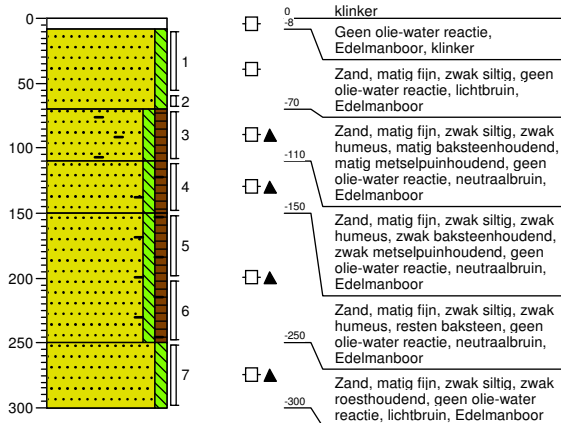 0
50
100
150
200
250
300
1
2
3
4
5
6
7
0
klinker
-8
Geen olie-water reactie,
Edelmanboor, klinker
Zand, matig fijn, zwak siltig, geen
olie-water reactie, lichtbruin,
Edelmanboor
-70
Zand, matig fijn, zwak siltig, zwak
humeus, matig baksteenhoudend,
matig metselpuinhoudend, geen
olie-water reactie, neutraalbruin,
Edelmanboor
-110
-150
Zand, matig fijn, zwak siltig, zwak
humeus, zwak baksteenhoudend,
zwak metselpuinhoudend, geen
olie-water reactie, neutraalbruin,
Edelmanboor
Zand, matig fijn, zwak siltig, zwak
humeus, resten baksteen, geen
olie-water reactie, neutraalbruin,
Edelmanboor
-250
Zand, matig fijn, zwak siltig, zwak
roesthoudend, geen olie-water
reactie, lichtbruin, Edelmanboor
-300